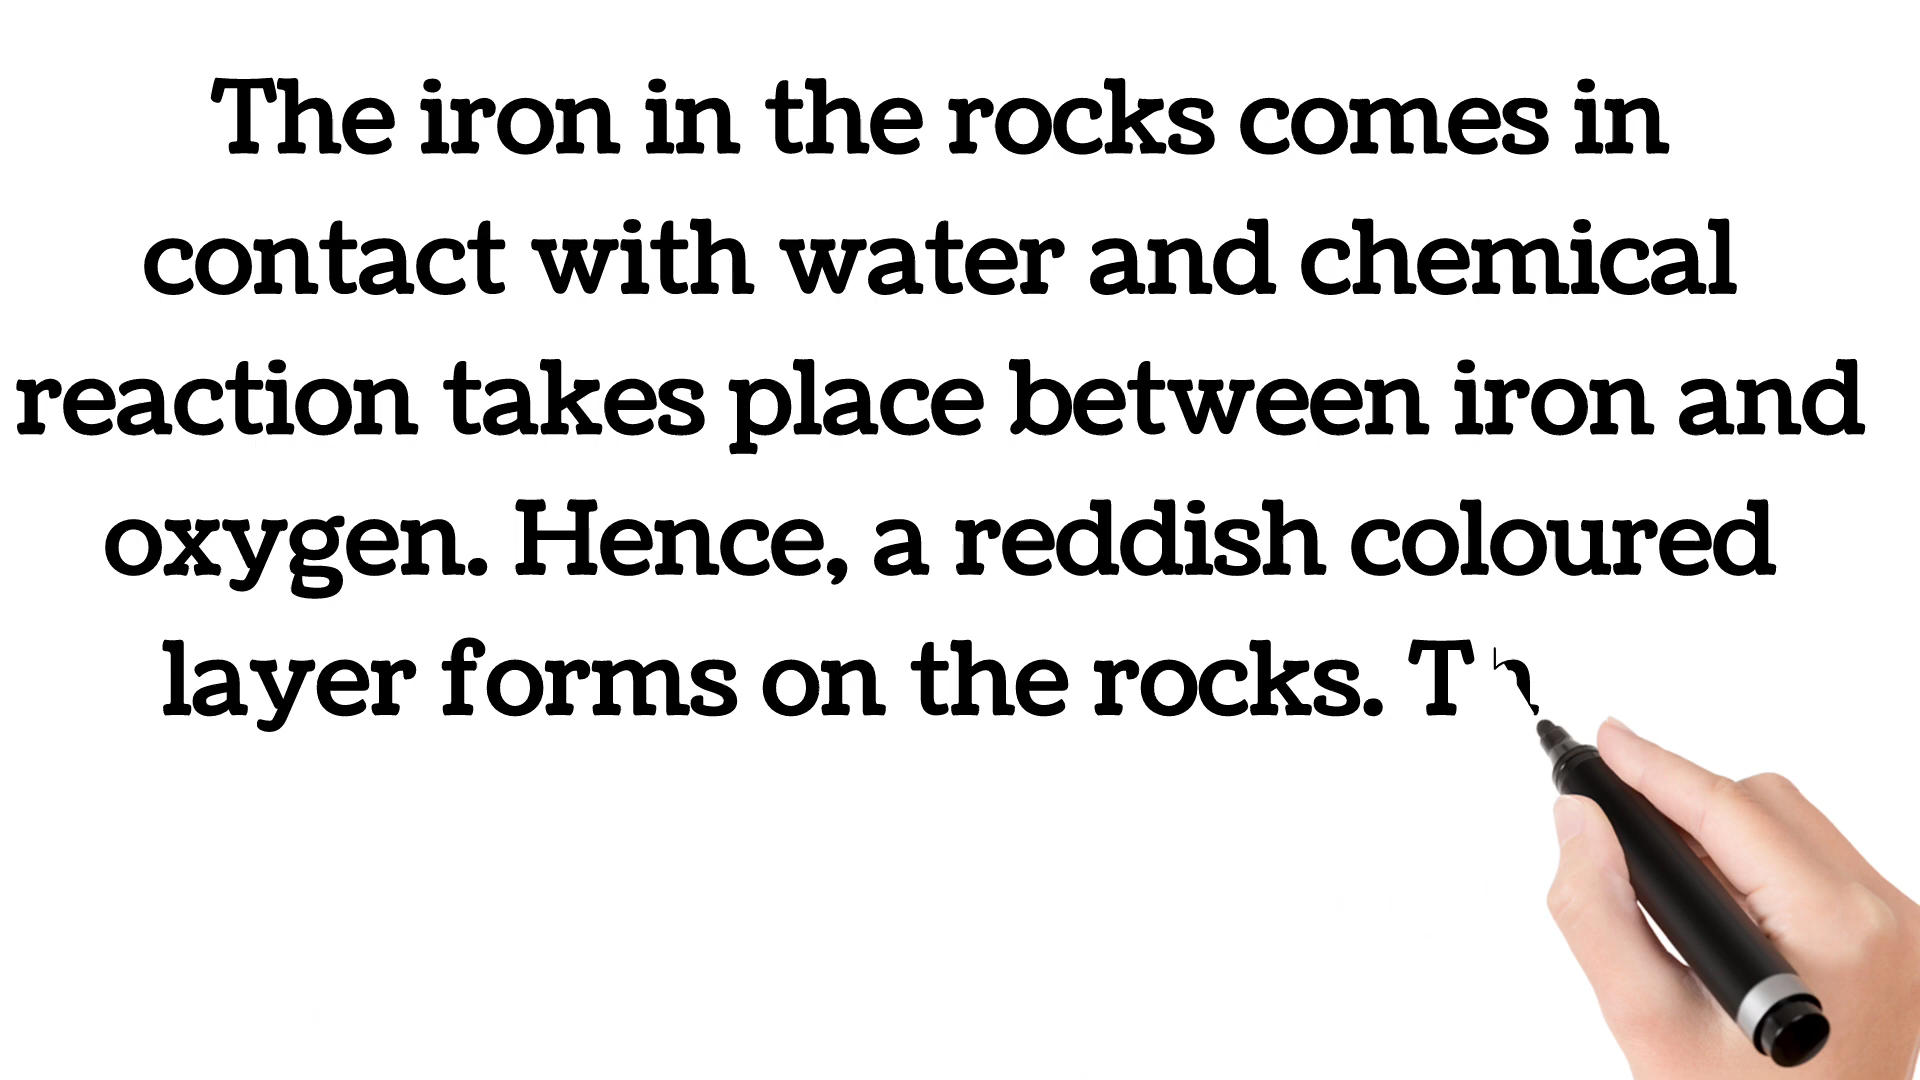 The iron in the rocks comes in
contact with water and chemical
reaction takes place between iron and
oxygen. Hence, a reddish coloured
layer forms on the rocks.